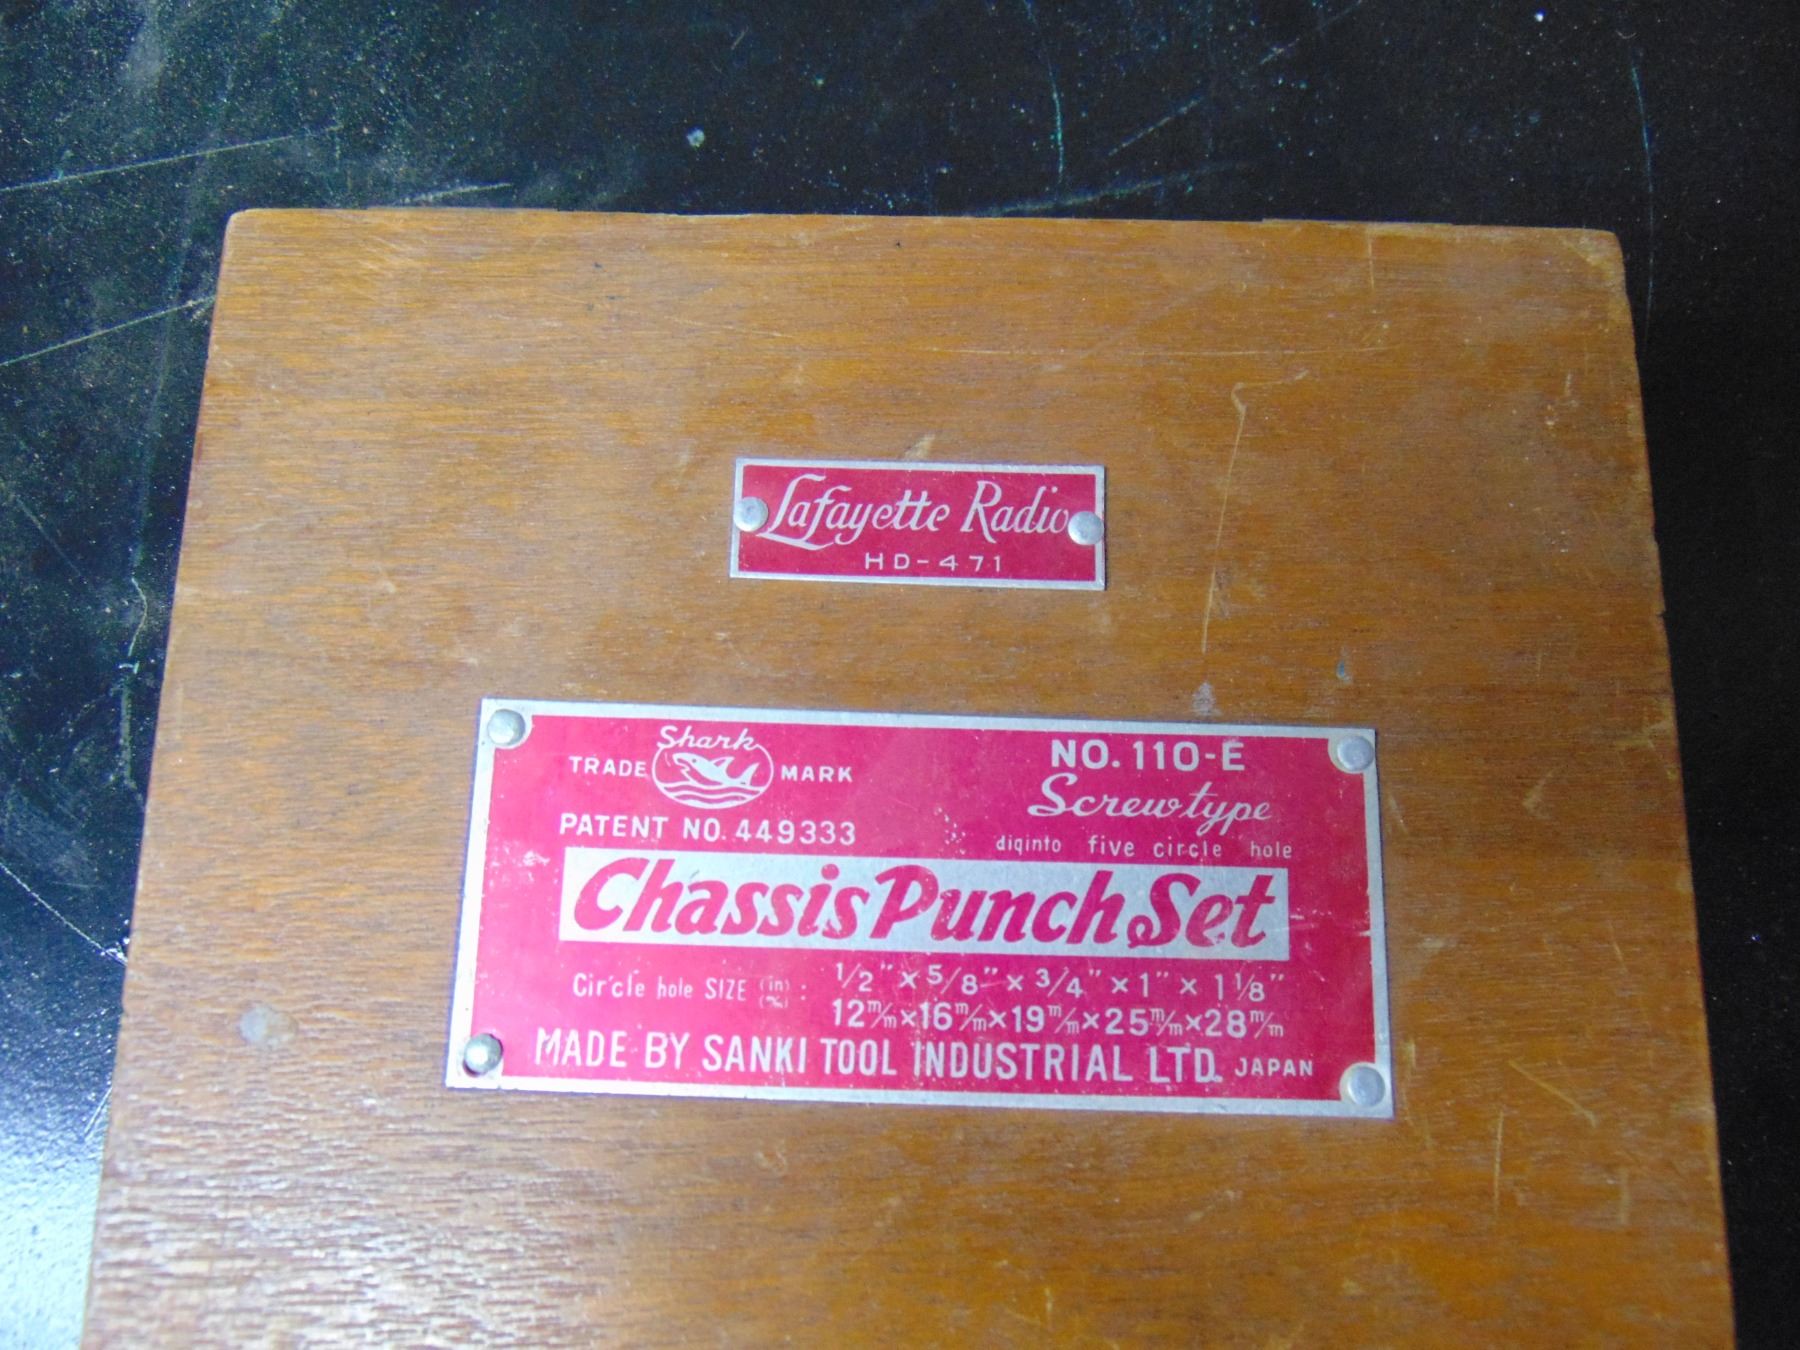 Lafayette Radio
HD-471
Shark
TRADE MARK
PATENT NO. 449333
NO. 110-E
Screw type
diqinto five circle hole
Chassis Punch Set
Circle hole SIZE (in) : 1/2" × 5/8" × 3/4" × 1" × 1 1/8"
(m/m) 12m/m×16m/m×19m/m×25m/m×28m/m
MADE BY SANKI TOOL INDUSTRIAL LTD. JAPAN